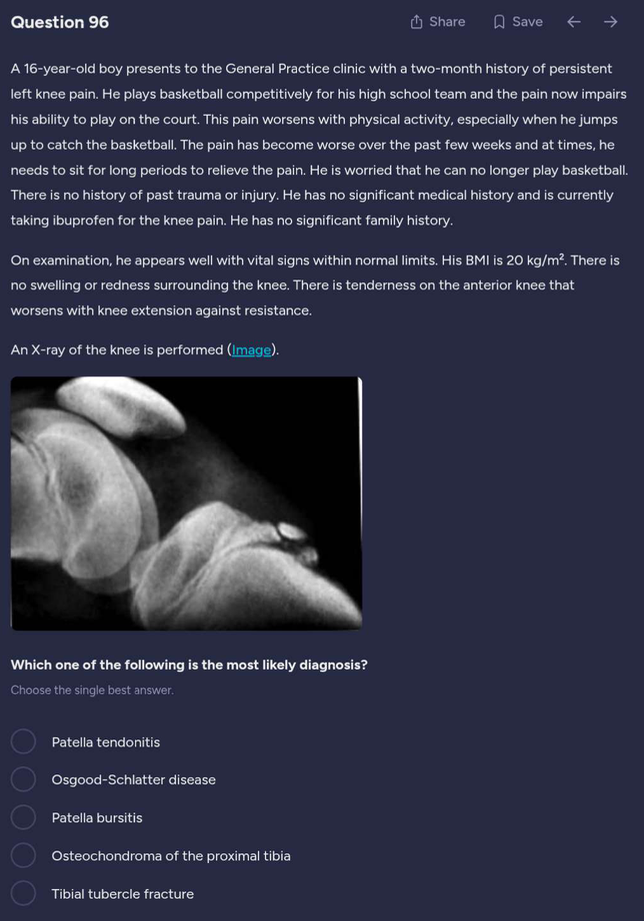 Question 96
Share
Save
A 16-year-old boy presents to the General Practice clinic with a two-month history of persistent
left knee pain. He plays basketball competitively for his high school team and the pain now impairs
his ability to play on the court. This pain worsens with physical activity, especially when he jumps
up to catch the basketball. The pain has become worse over the past few weeks and at times, he
needs to sit for long periods to relieve the pain. He is worried that he can no longer play basketball.
There is no history of past trauma or injury. He has no significant medical history and is currently
taking ibuprofen for the knee pain. He has no significant family history.
On examination, he appears well with vital signs within normal limits. His BMI is 20 kg/m². There is
no swelling or redness surrounding the knee. There is tenderness on the anterior knee that
worsens with knee extension against resistance.
An X-ray of the knee is performed (Image).
Which one of the following is the most likely diagnosis?
Choose the single best answer.
Patella tendonitis
Osgood-Schlatter disease
Patella bursitis
Osteochondroma of the proximal tibia
Tibial tubercle fracture